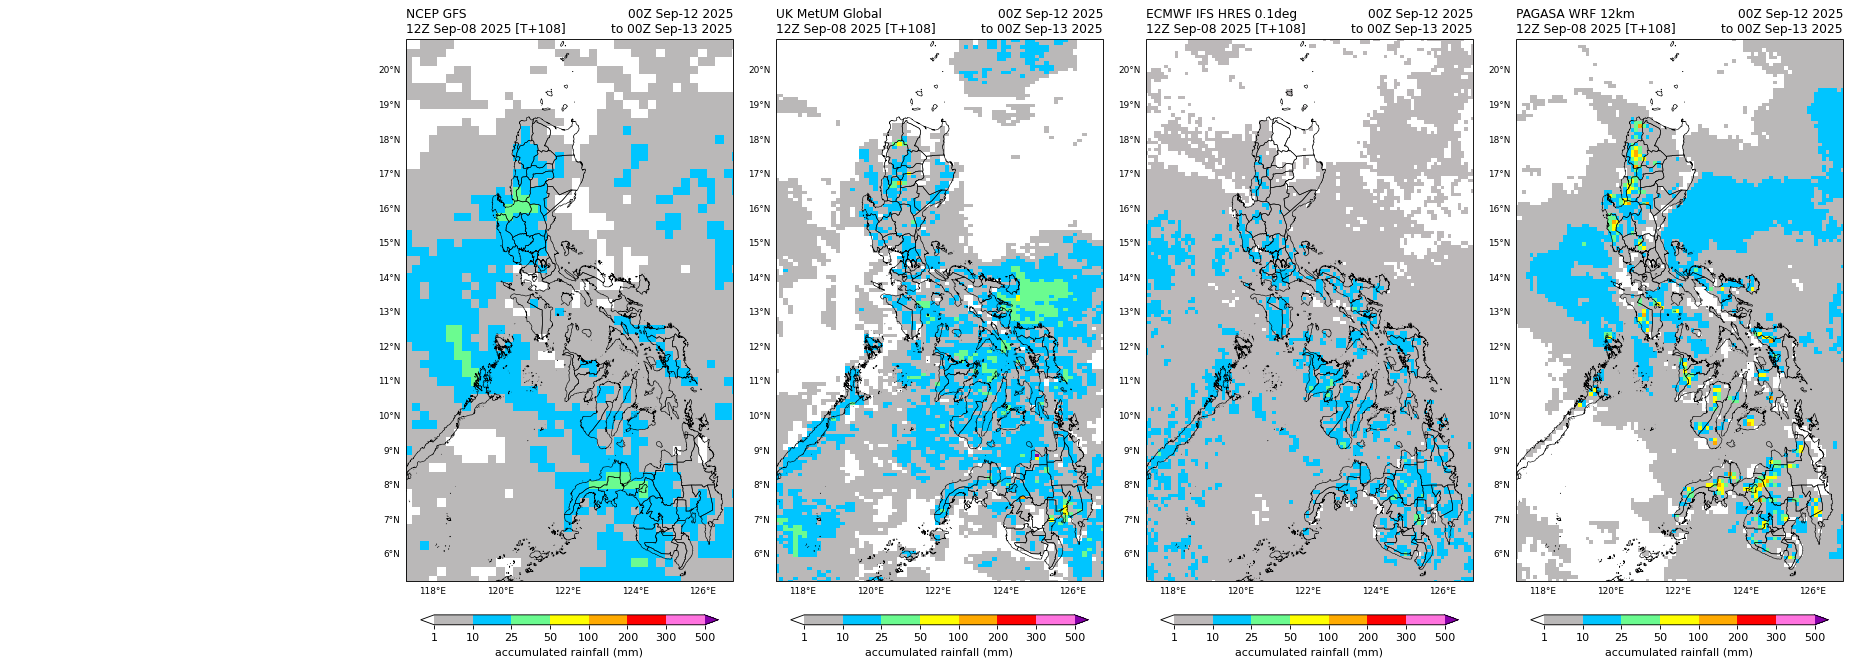 NCEP GFS 00Z Sep-12 2025
12Z Sep-08 2025 [T+108] to 00Z Sep-13 2025
20°N
19°N
18°N
17°N
16°N
15°N
14°N
13°N
12°N
11°N
10°N
9°N
8°N
7°N
6°N
118°E 120°E 122°E 124°E 126°E
1 10 25 50 100 200 300 500
accumulated rainfall (mm)
UK MetUM Global 00Z Sep-12 2025
12Z Sep-08 2025 [T+108] to 00Z Sep-13 2025
20°N
19°N
18°N
17°N
16°N
15°N
14°N
13°N
12°N
11°N
10°N
9°N
8°N
7°N
6°N
118°E 120°E 122°E 124°E 126°E
1 10 25 50 100 200 300 500
accumulated rainfall (mm)
ECMWF IFS HRES 0.1deg 00Z Sep-12 2025
12Z Sep-08 2025 [T+108] to 00Z Sep-13 2025
20°N
19°N
18°N
17°N
16°N
15°N
14°N
13°N
12°N
11°N
10°N
9°N
8°N
7°N
6°N
118°E 120°E 122°E 124°E 126°E
1 10 25 50 100 200 300 500
accumulated rainfall (mm)
PAGASA WRF 12km 00Z Sep-12 2025
12Z Sep-08 2025 [T+108] to 00Z Sep-13 2025
20°N
19°N
18°N
17°N
16°N
15°N
14°N
13°N
12°N
11°N
10°N
9°N
8°N
7°N
6°N
118°E 120°E 122°E 124°E 126°E
1 10 25 50 100 200 300 500
accumulated rainfall (mm)